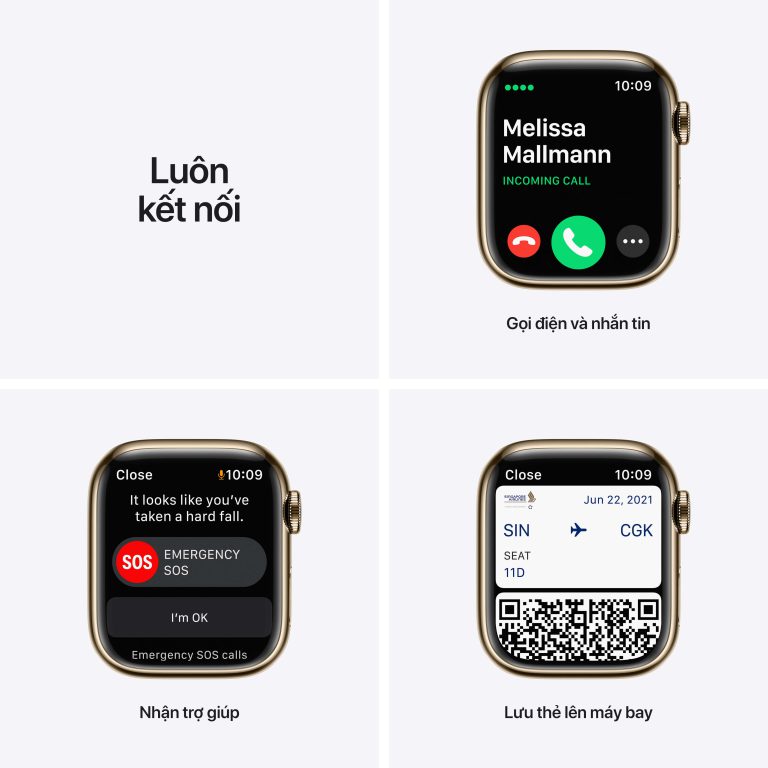 Luôn
kết nối
10:09
Melissa
Mallmann
INCOMING CALL
Gọi điện và nhắn tin
Close 10:09
It looks like you've
taken a hard fall.
SOS EMERGENCY
SOS
I'm OK
Emergency SOS calls
Nhận trợ giúp
Close 10:09
SINGAPORE
AIRLINES
Jun 22, 2021
SIN CGK
SEAT
11D
Lưu thẻ lên máy bay